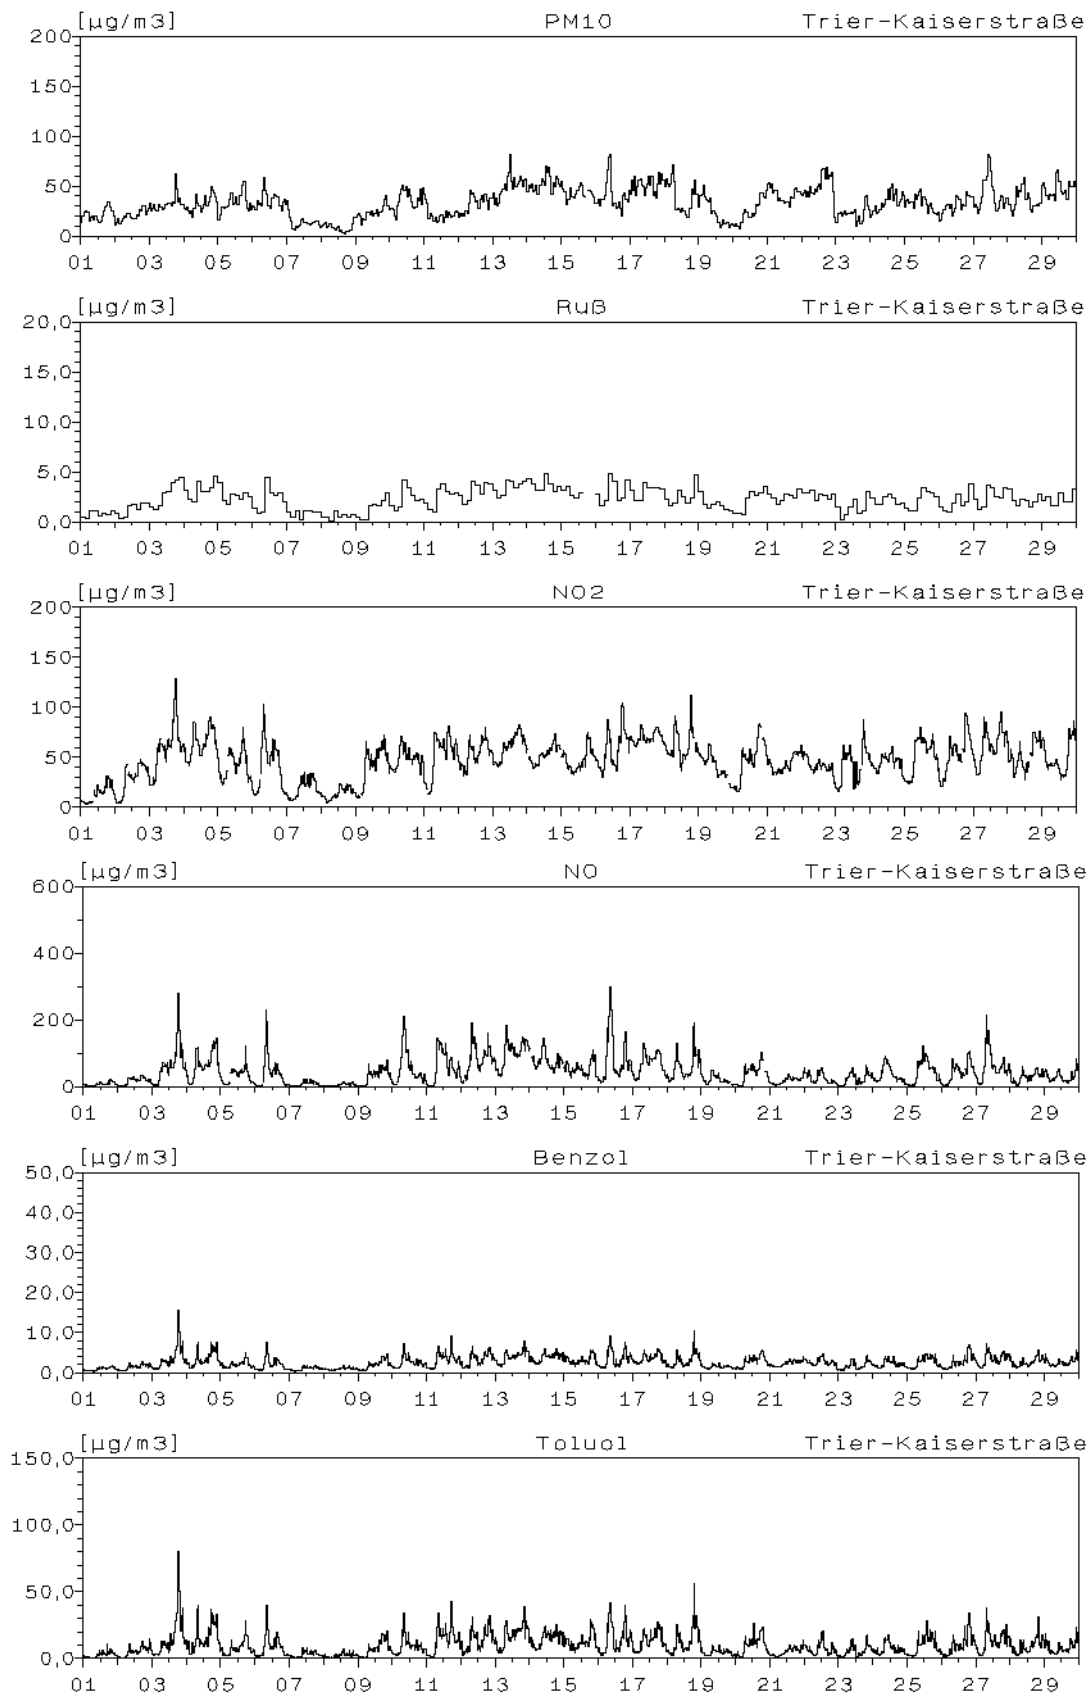 [µg/m3] PM10 Trier-Kaiserstraße
200
150
100
50
0
01 03 05 07 09 11 13 15 17 19 21 23 25 27 29
[µg/m3] Ruß Trier-Kaiserstraße
20,0
15,0
10,0
5,0
0,0
01 03 05 07 09 11 13 15 17 19 21 23 25 27 29
[µg/m3] NO2 Trier-Kaiserstraße
200
150
100
50
0
01 03 05 07 09 11 13 15 17 19 21 23 25 27 29
[µg/m3] NO Trier-Kaiserstraße
600
400
200
0
01 03 05 07 09 11 13 15 17 19 21 23 25 27 29
[µg/m3] Benzol Trier-Kaiserstraße
50,0
40,0
30,0
20,0
10,0
0,0
01 03 05 07 09 11 13 15 17 19 21 23 25 27 29
[µg/m3] Toluol Trier-Kaiserstraße
150,0
100,0
50,0
0,0
01 03 05 07 09 11 13 15 17 19 21 23 25 27 29